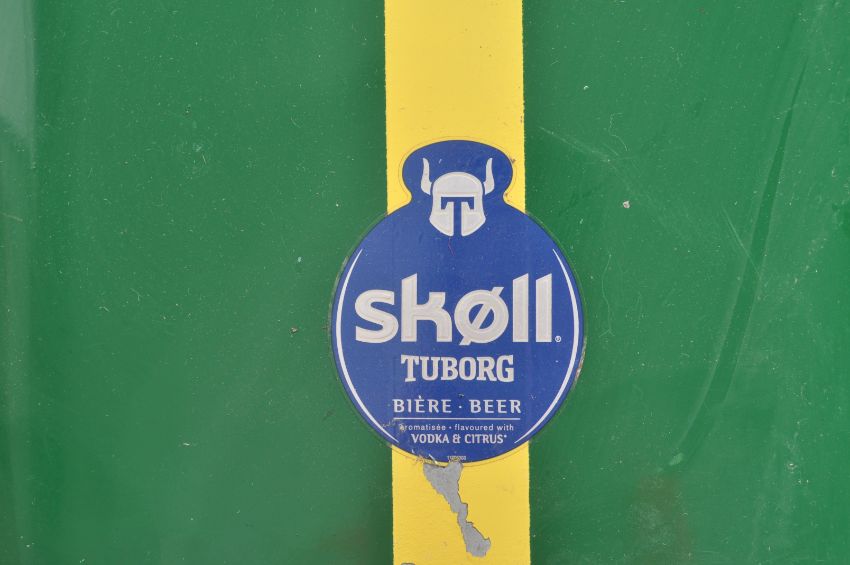 skøll®
TUBORG
BIÈRE · BEER
aromatisée • flavoured with
VODKA & CITRUS*